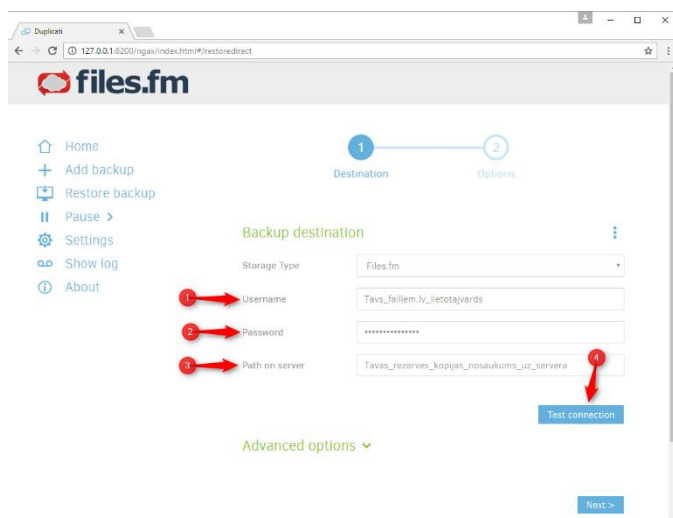 Duplicati
127.0.0.1:8200/ngax/index.html#/restoredirect
files.fm
Home
Add backup
Restore backup
Pause >
Settings
Show log
About
1
2
Destination
Options
Backup destination
Storage Type
Files.fm
1
Username
Tavs_failiem.lv_lietotajvards
2
Password
***************
4
3
Path on server
Tavas_rezerves_kopijas_nosaukums_uz_servera
Test connection
Advanced options
Next >